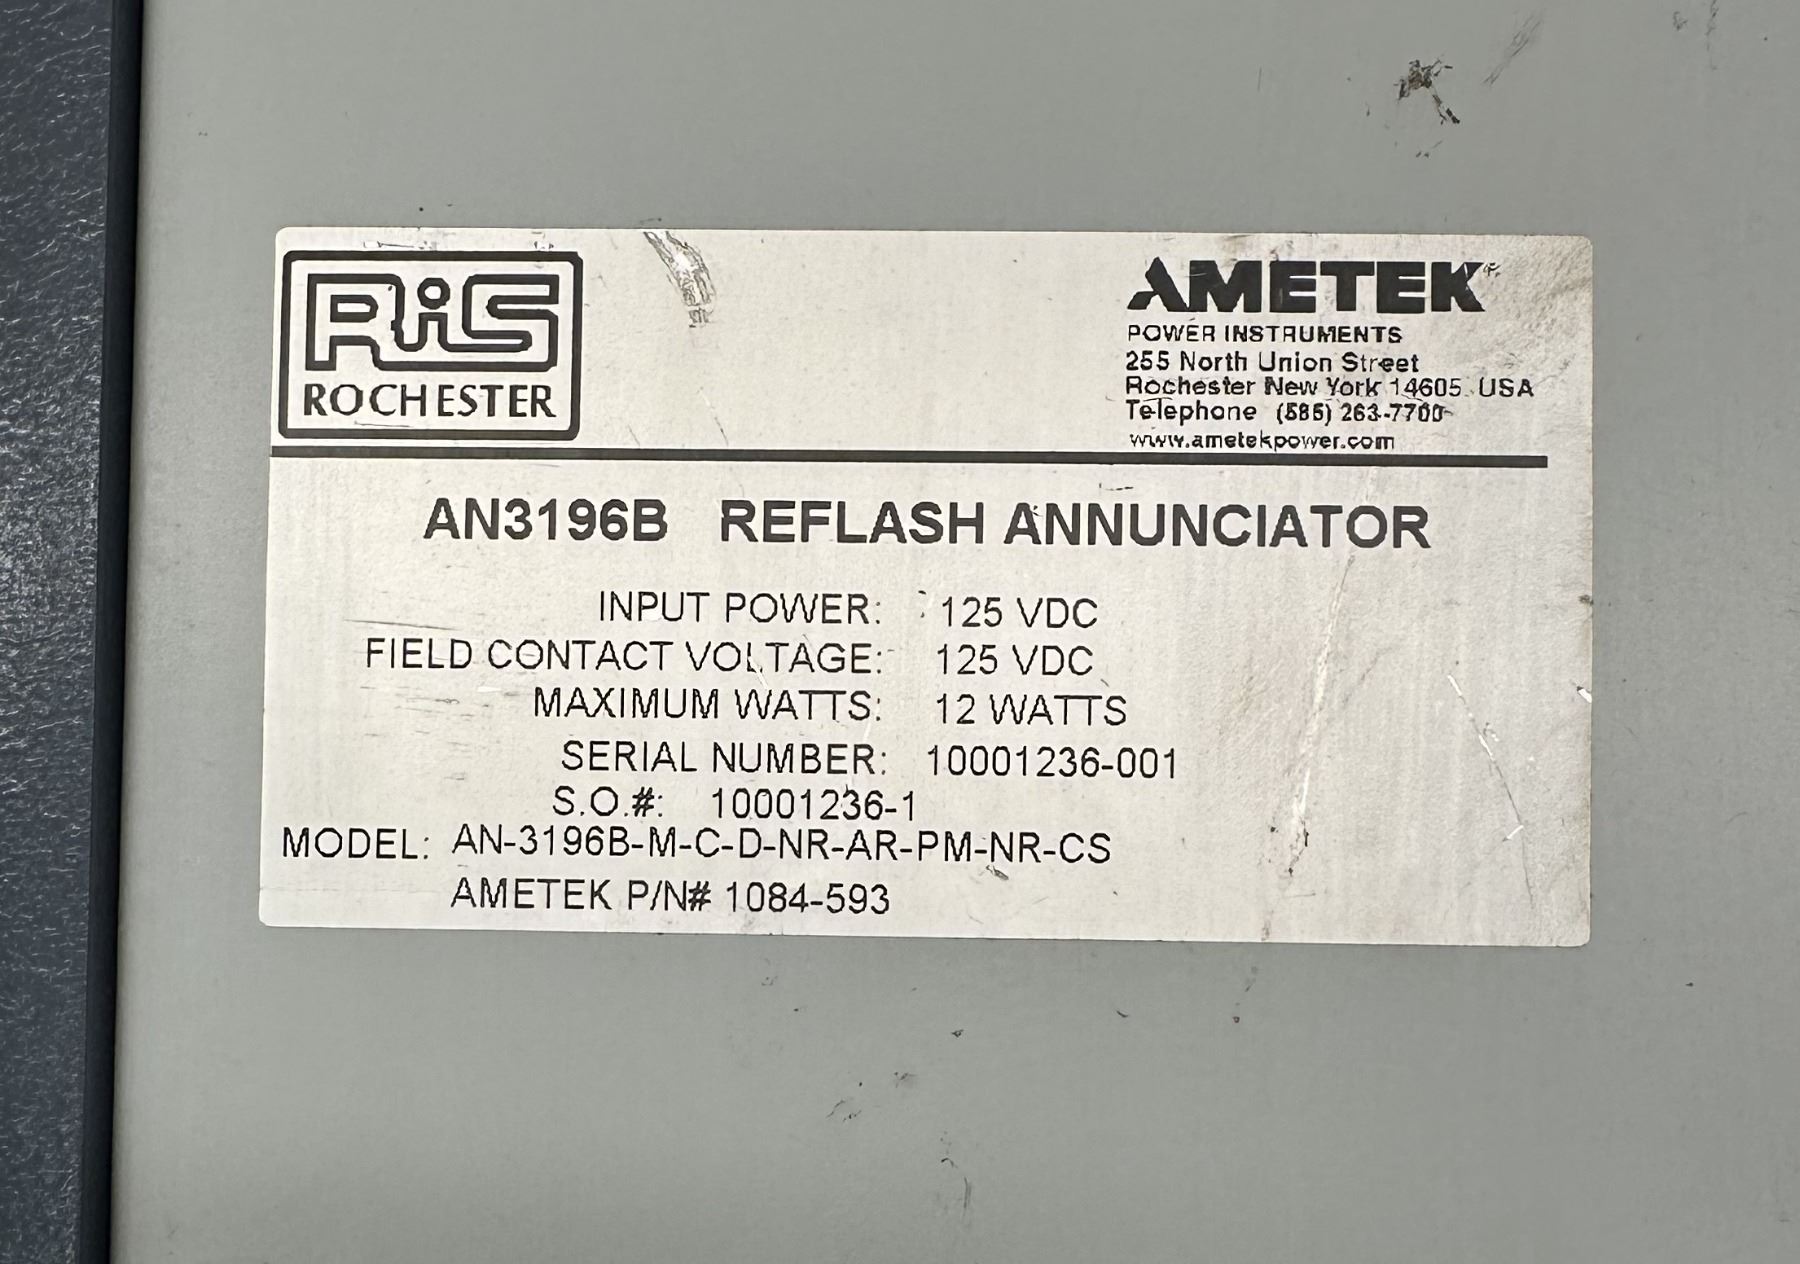 RiS
ROCHESTER
AMETEK®
POWER INSTRUMENTS
255 North Union Street
Rochester New York 14605 USA
Telephone (585) 263-7700
www.ametekpower.com
AN3196B REFLASH ANNUNCIATOR
INPUT POWER: 125 VDC
FIELD CONTACT VOLTAGE: 125 VDC
MAXIMUM WATTS: 12 WATTS
SERIAL NUMBER: 10001236-001
S.O.#: 10001236-1
MODEL: AN-3196B-M-C-D-NR-AR-PM-NR-CS
AMETEK P/N# 1084-593